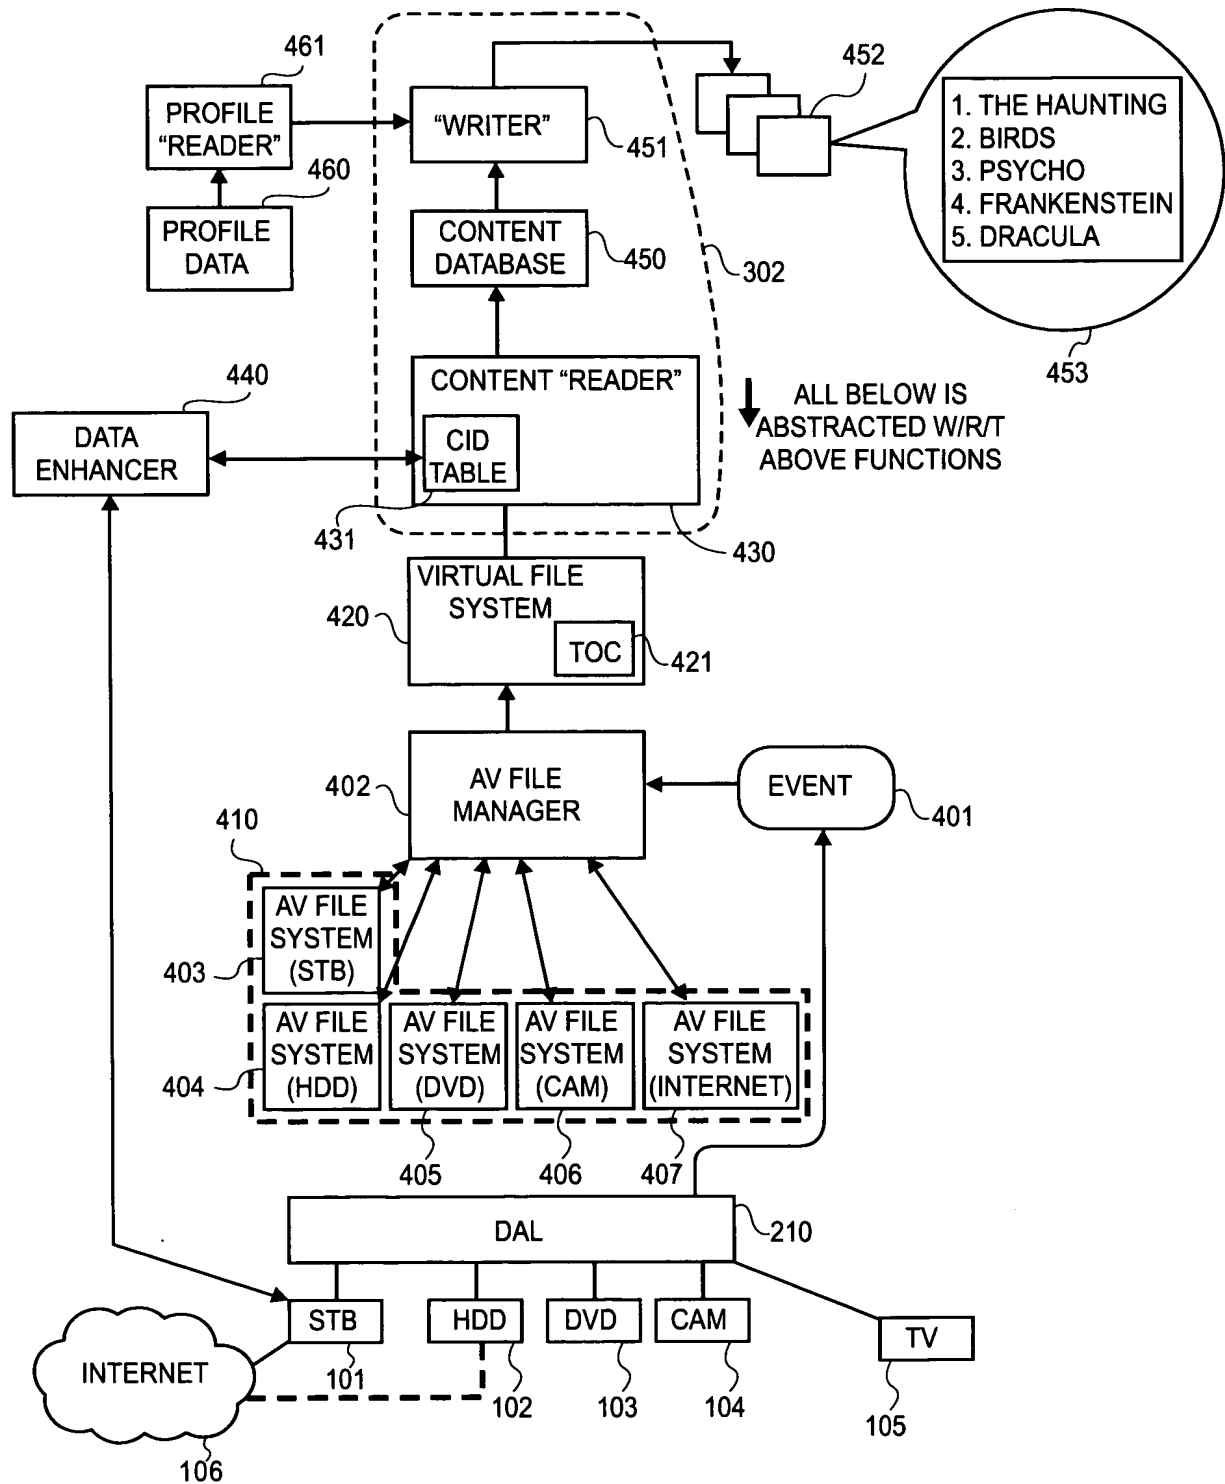 461
PROFILE
“READER”
460
PROFILE
DATA
“WRITER”
451
CONTENT
DATABASE
450
302
452
1. THE HAUNTING
2. BIRDS
3. PSYCHO
4. FRANKENSTEIN
5. DRACULA
453
CONTENT “READER”
CID
TABLE
431
430
ALL BELOW IS
ABSTRACTED W/R/T
ABOVE FUNCTIONS
440
DATA
ENHANCER
VIRTUAL FILE
SYSTEM
420
TOC
421
AV FILE
MANAGER
402
EVENT
401
410
AV FILE
SYSTEM
(STB)
403
AV FILE
SYSTEM
(HDD)
404
AV FILE
SYSTEM
(DVD)
405
AV FILE
SYSTEM
(CAM)
406
AV FILE
SYSTEM
(INTERNET)
407
DAL
210
STB
101
HDD
102
DVD
103
CAM
104
TV
105
INTERNET
106